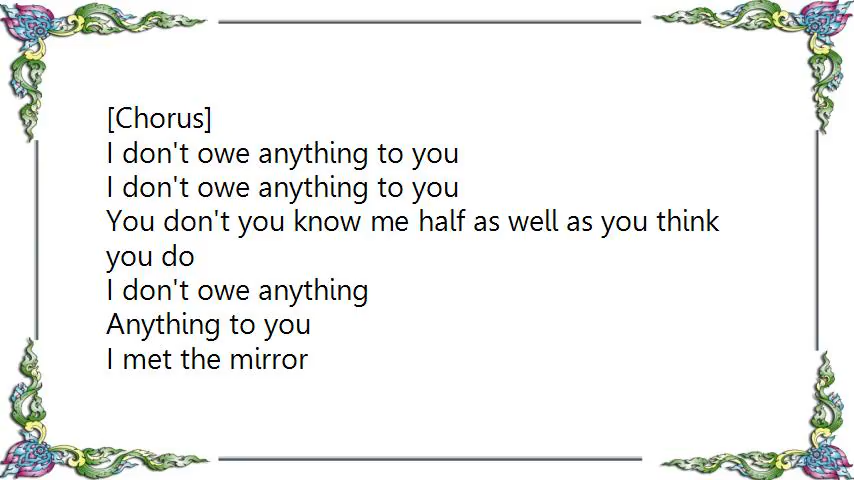 [Chorus]
I don't owe anything to you
I don't owe anything to you
You don't you know me half as well as you think
you do
I don't owe anything
Anything to you
I met the mirror